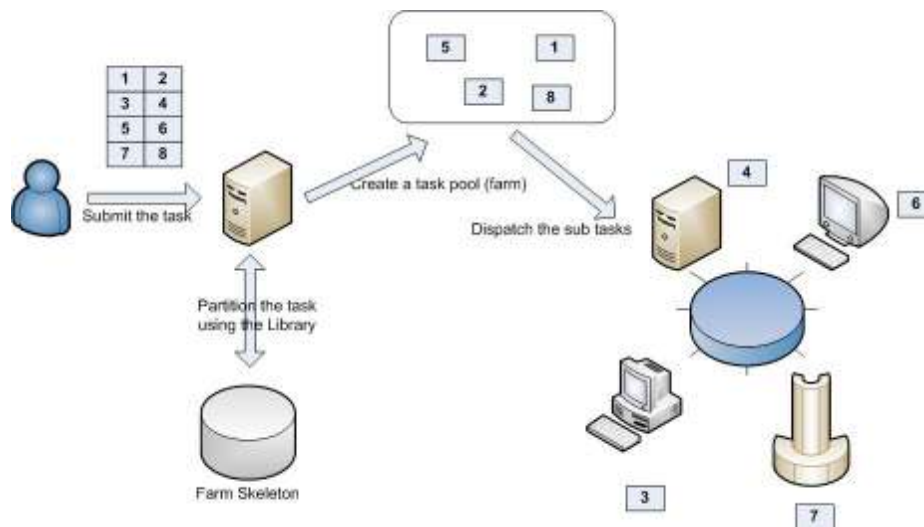 5 1
2 8
1 2
3 4
5 6
7 8
Submit the task
Create a task pool (farm)
4
6
Dispatch the sub tasks
Partition the task
using the Library
Farm Skeleton
3
7